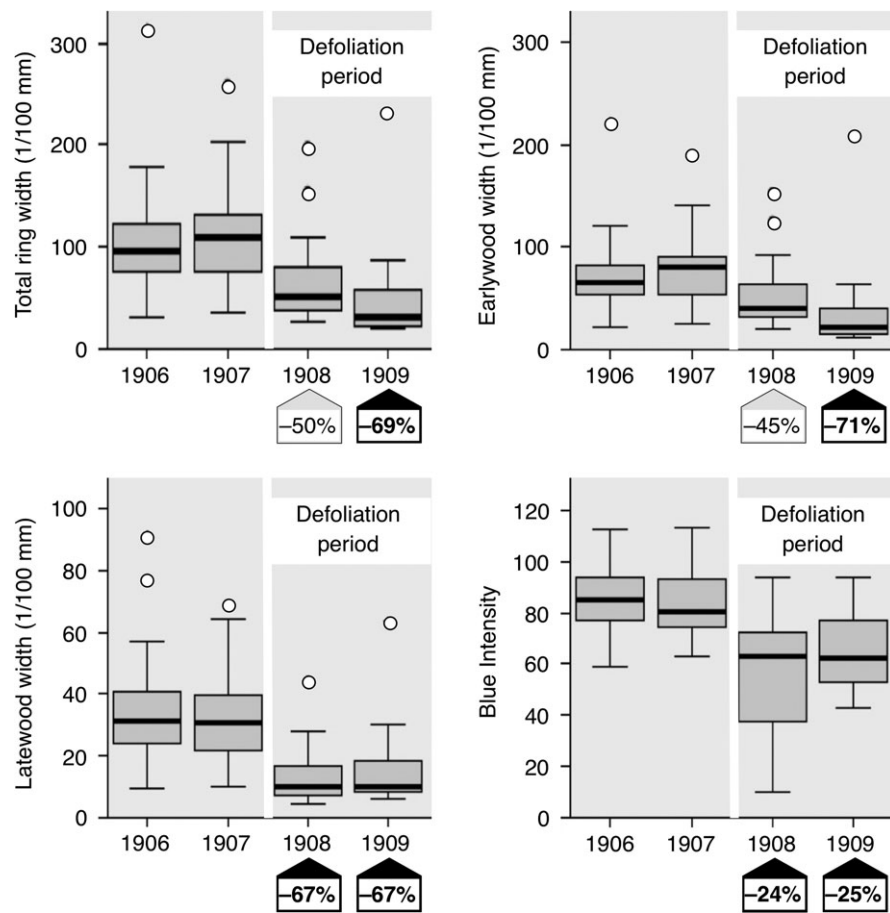 Total ring width (1/100 mm)
300
200
100
0
Defoliation
period
1906 1907 1908 1909
–50% –69%
Earlywood width (1/100 mm)
300
200
100
0
Defoliation
period
1906 1907 1908 1909
–45% –71%
Latewood width (1/100 mm)
100
80
60
40
20
0
Defoliation
period
1906 1907 1908 1909
–67% –67%
Blue Intensity
120
100
80
60
40
20
0
Defoliation
period
1906 1907 1908 1909
–24% –25%